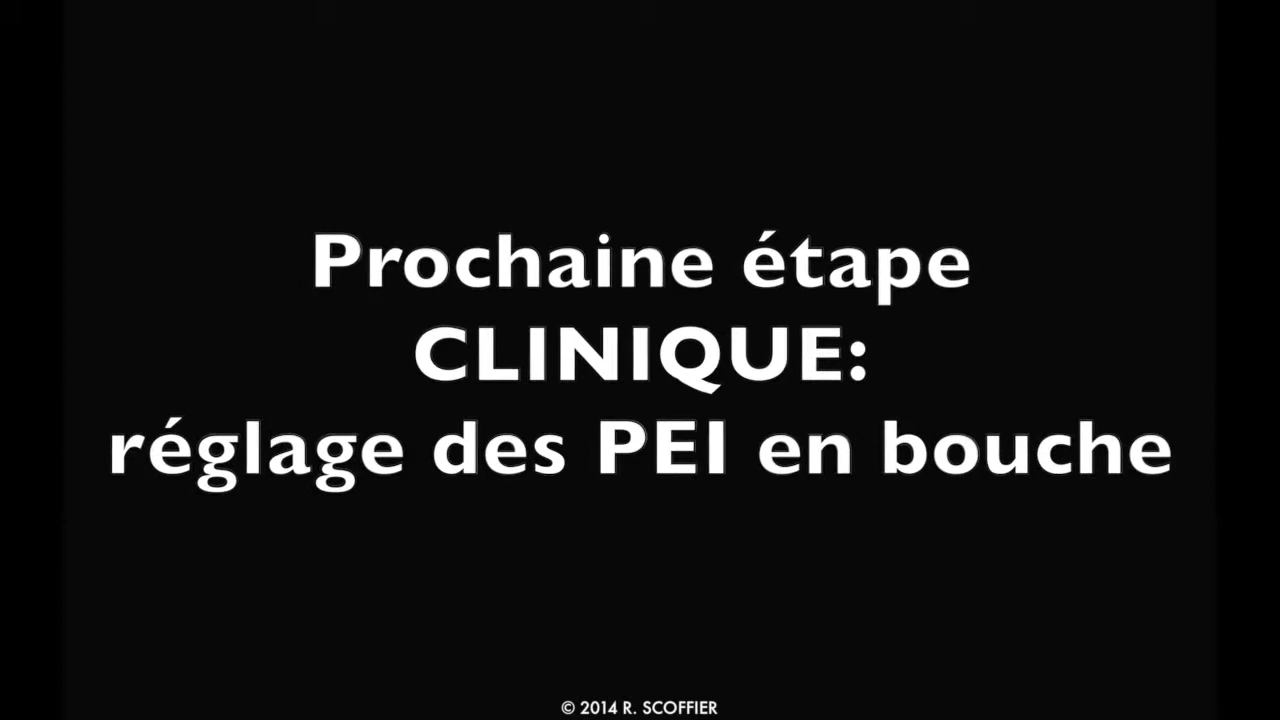 Prochaine étape
CLINIQUE:
réglage des PEI en bouche
© 2014 R. SCOFFIER